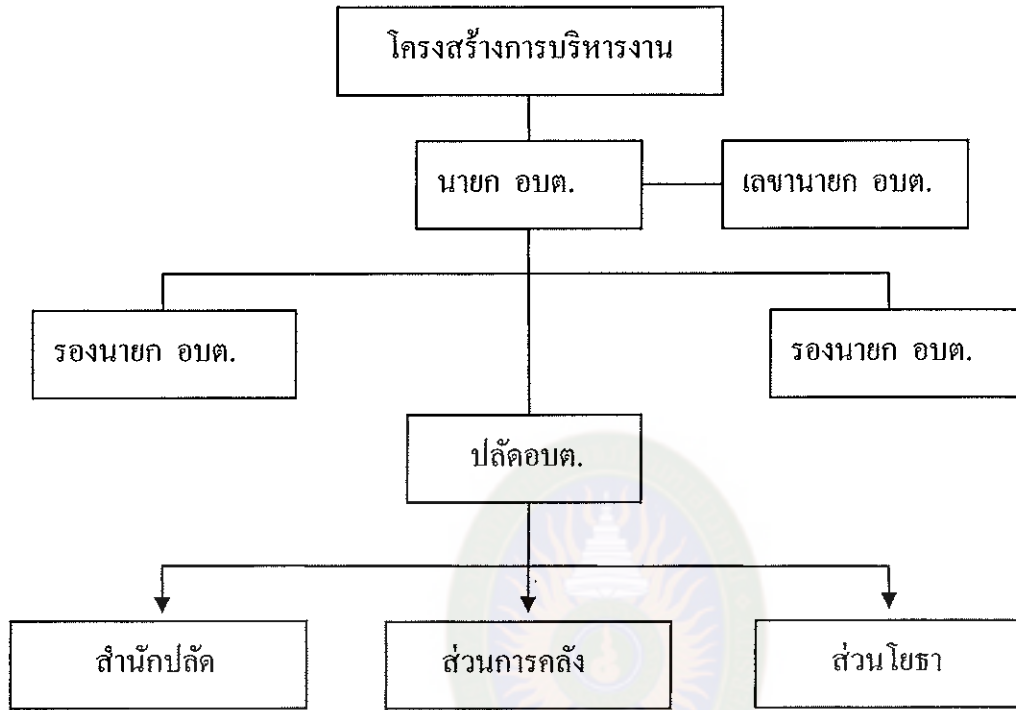 โครงสร้างการบริหารงาน
นายก อบต.
เลขานายก อบต.
รองนายก อบต.
รองนายก อบต.
ปลัดอบต.
สำนักปลัด
ส่วนการคลัง
ส่วนโยธา